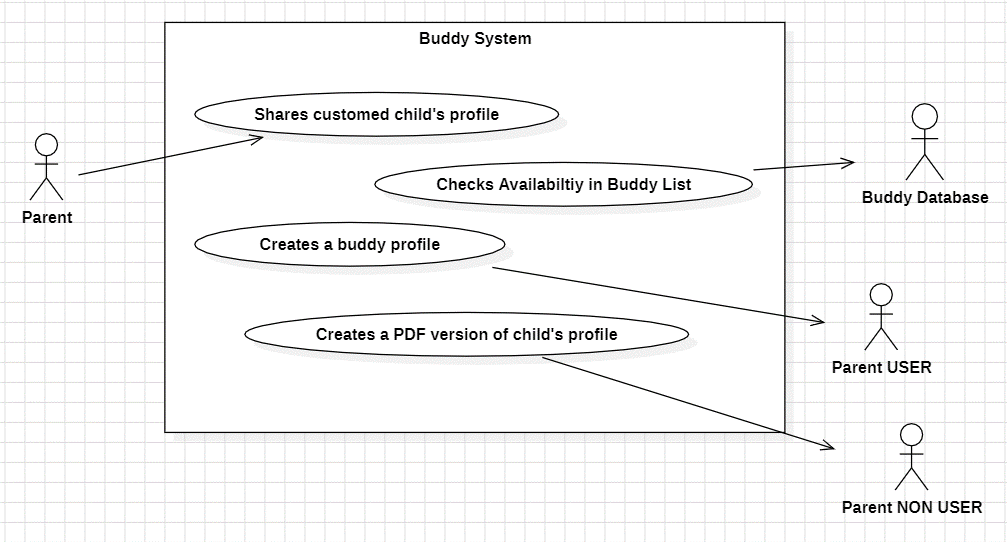 Buddy System
Shares customed child's profile
Checks Availabiltiy in Buddy List
Buddy Database
Parent
Creates a buddy profile
Creates a PDF version of child's profile
Parent USER
Parent NON USER